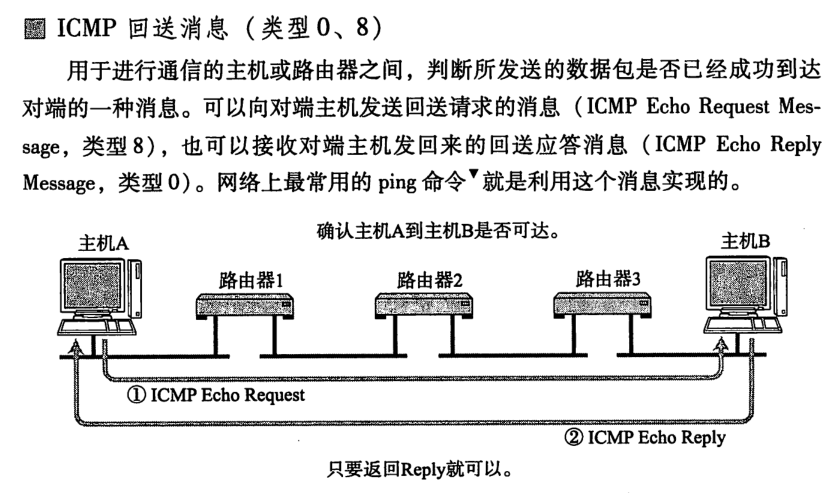 ICMP 回送消息（类型 0、8）
用于进行通信的主机或路由器之间，判断所发送的数据包是否已经成功到达
对端的一种消息。可以向对端主机发送回送请求的消息（ICMP Echo Request Mes-
sage，类型 8），也可以接收对端主机发回来的回送应答消息（ICMP Echo Reply
Message，类型 0）。网络上最常用的 ping 命令▼就是利用这个消息实现的。
确认主机A到主机B是否可达。
主机A
主机B
路由器1
路由器2
路由器3
① ICMP Echo Request
② ICMP Echo Reply
只要返回Reply就可以。